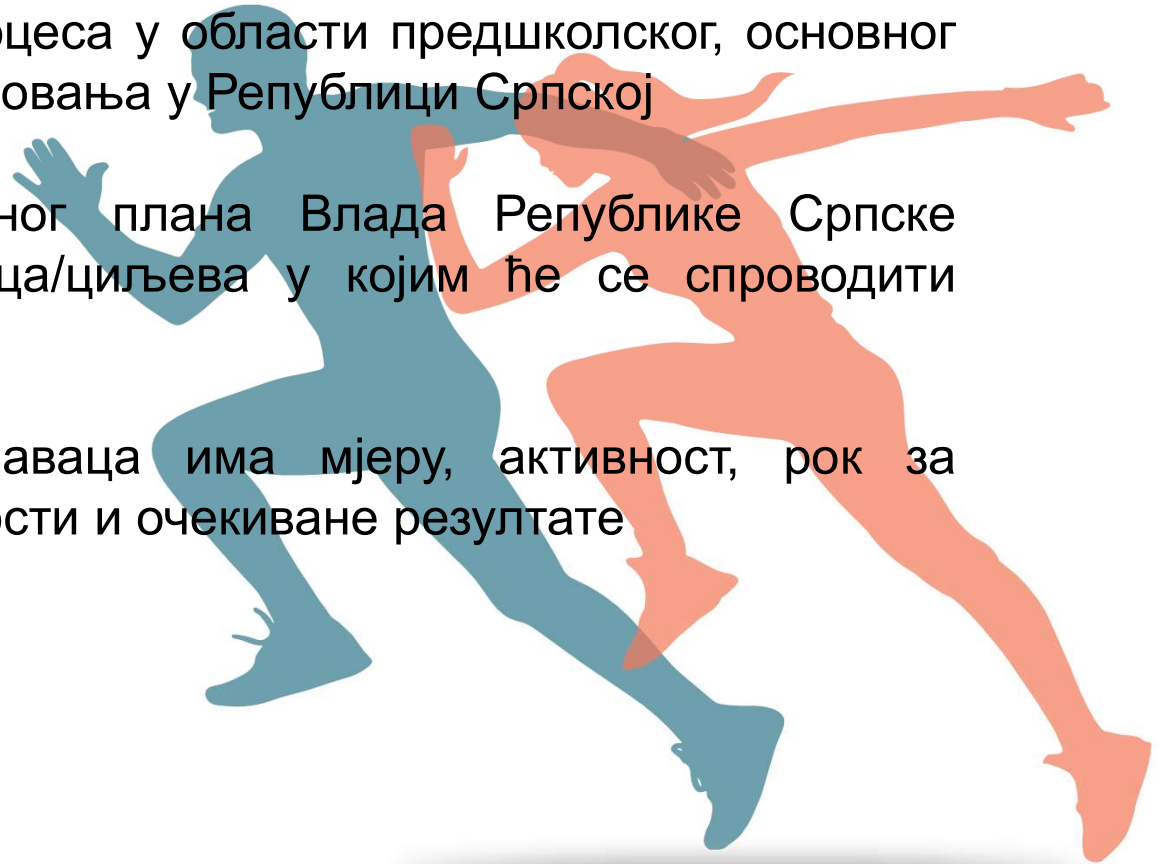 оцеса у области предшколског, основног
овања у Републици Српској
ног плана Влада Републике Српске
ца/циљева у којим ће се спроводити
аваца има мјеру, активност, рок за
ости и очекиване резултате